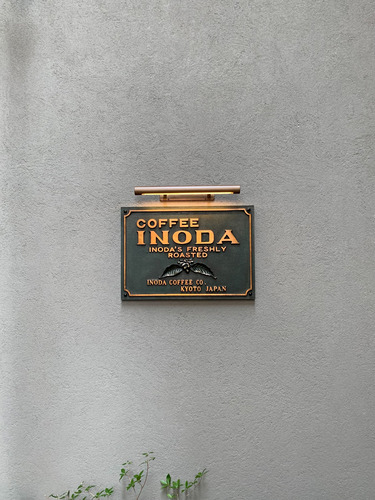 COFFEE
INODA
INODA'S FRESHLY
ROASTED
INODA COFFEE CO.,
KYOTO JAPAN